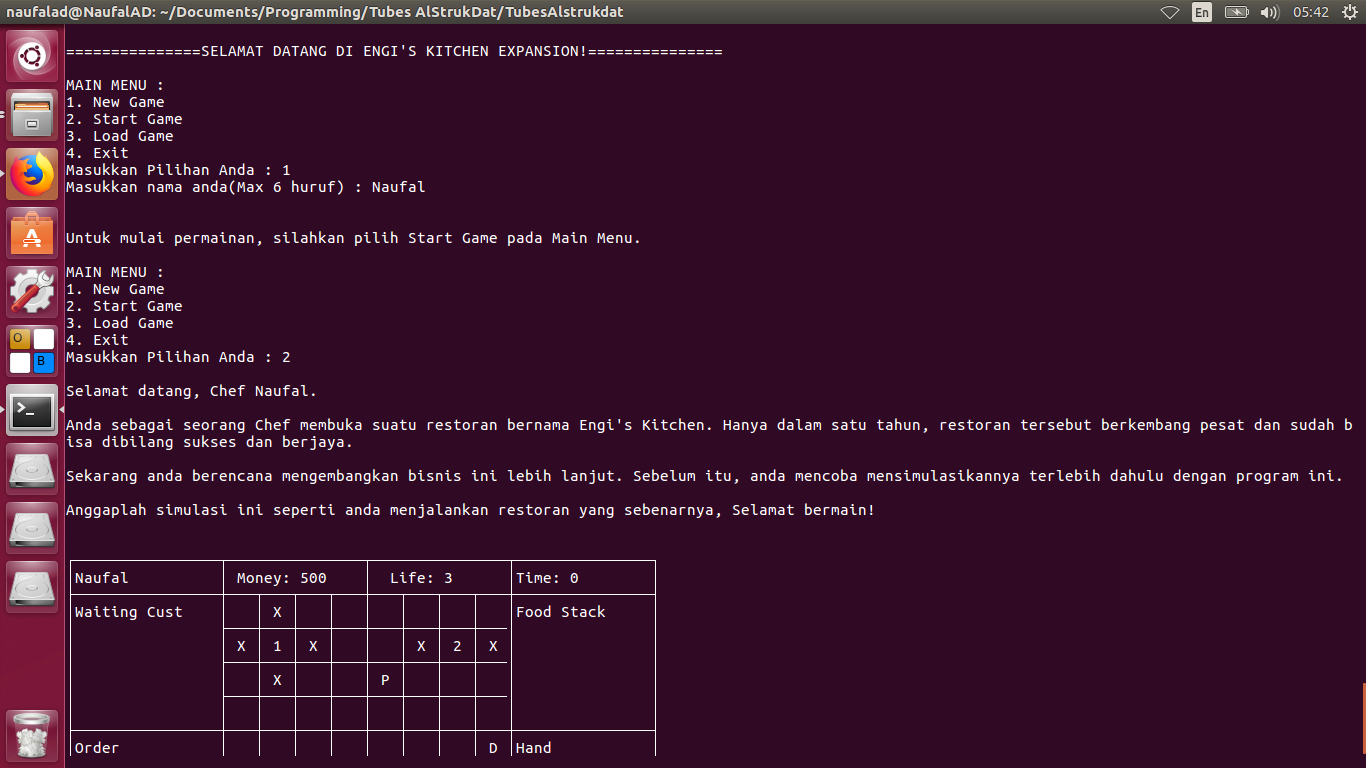 naufalad@NaufalAD: ~/Documents/Programming/Tubes AlStrukDat/TubesAlstrukdat
En
05:42
===============SELAMAT DATANG DI ENGI'S KITCHEN EXPANSION!===============
MAIN MENU :
1. New Game
2. Start Game
3. Load Game
4. Exit
Masukkan Pilihan Anda : 1
Masukkan nama anda(Max 6 huruf) : Naufal
Untuk mulai permainan, silahkan pilih Start Game pada Main Menu.
MAIN MENU :
1. New Game
2. Start Game
3. Load Game
4. Exit
Masukkan Pilihan Anda : 2
Selamat datang, Chef Naufal.
Anda sebagai seorang Chef membuka suatu restoran bernama Engi's Kitchen. Hanya dalam satu tahun, restoran tersebut berkembang pesat dan sudah b
isa dibilang sukses dan berjaya.
Sekarang anda berencana mengembangkan bisnis ini lebih lanjut. Sebelum itu, anda mencoba mensimulasikannya terlebih dahulu dengan program ini.
Anggaplah simulasi ini seperti anda menjalankan restoran yang sebenarnya, Selamat bermain!
Naufal Money: 500 Life: 3 Time: 0
Waiting Cust X Food Stack
X 1 X X 2 X
X P
Order D Hand
O
B
>_